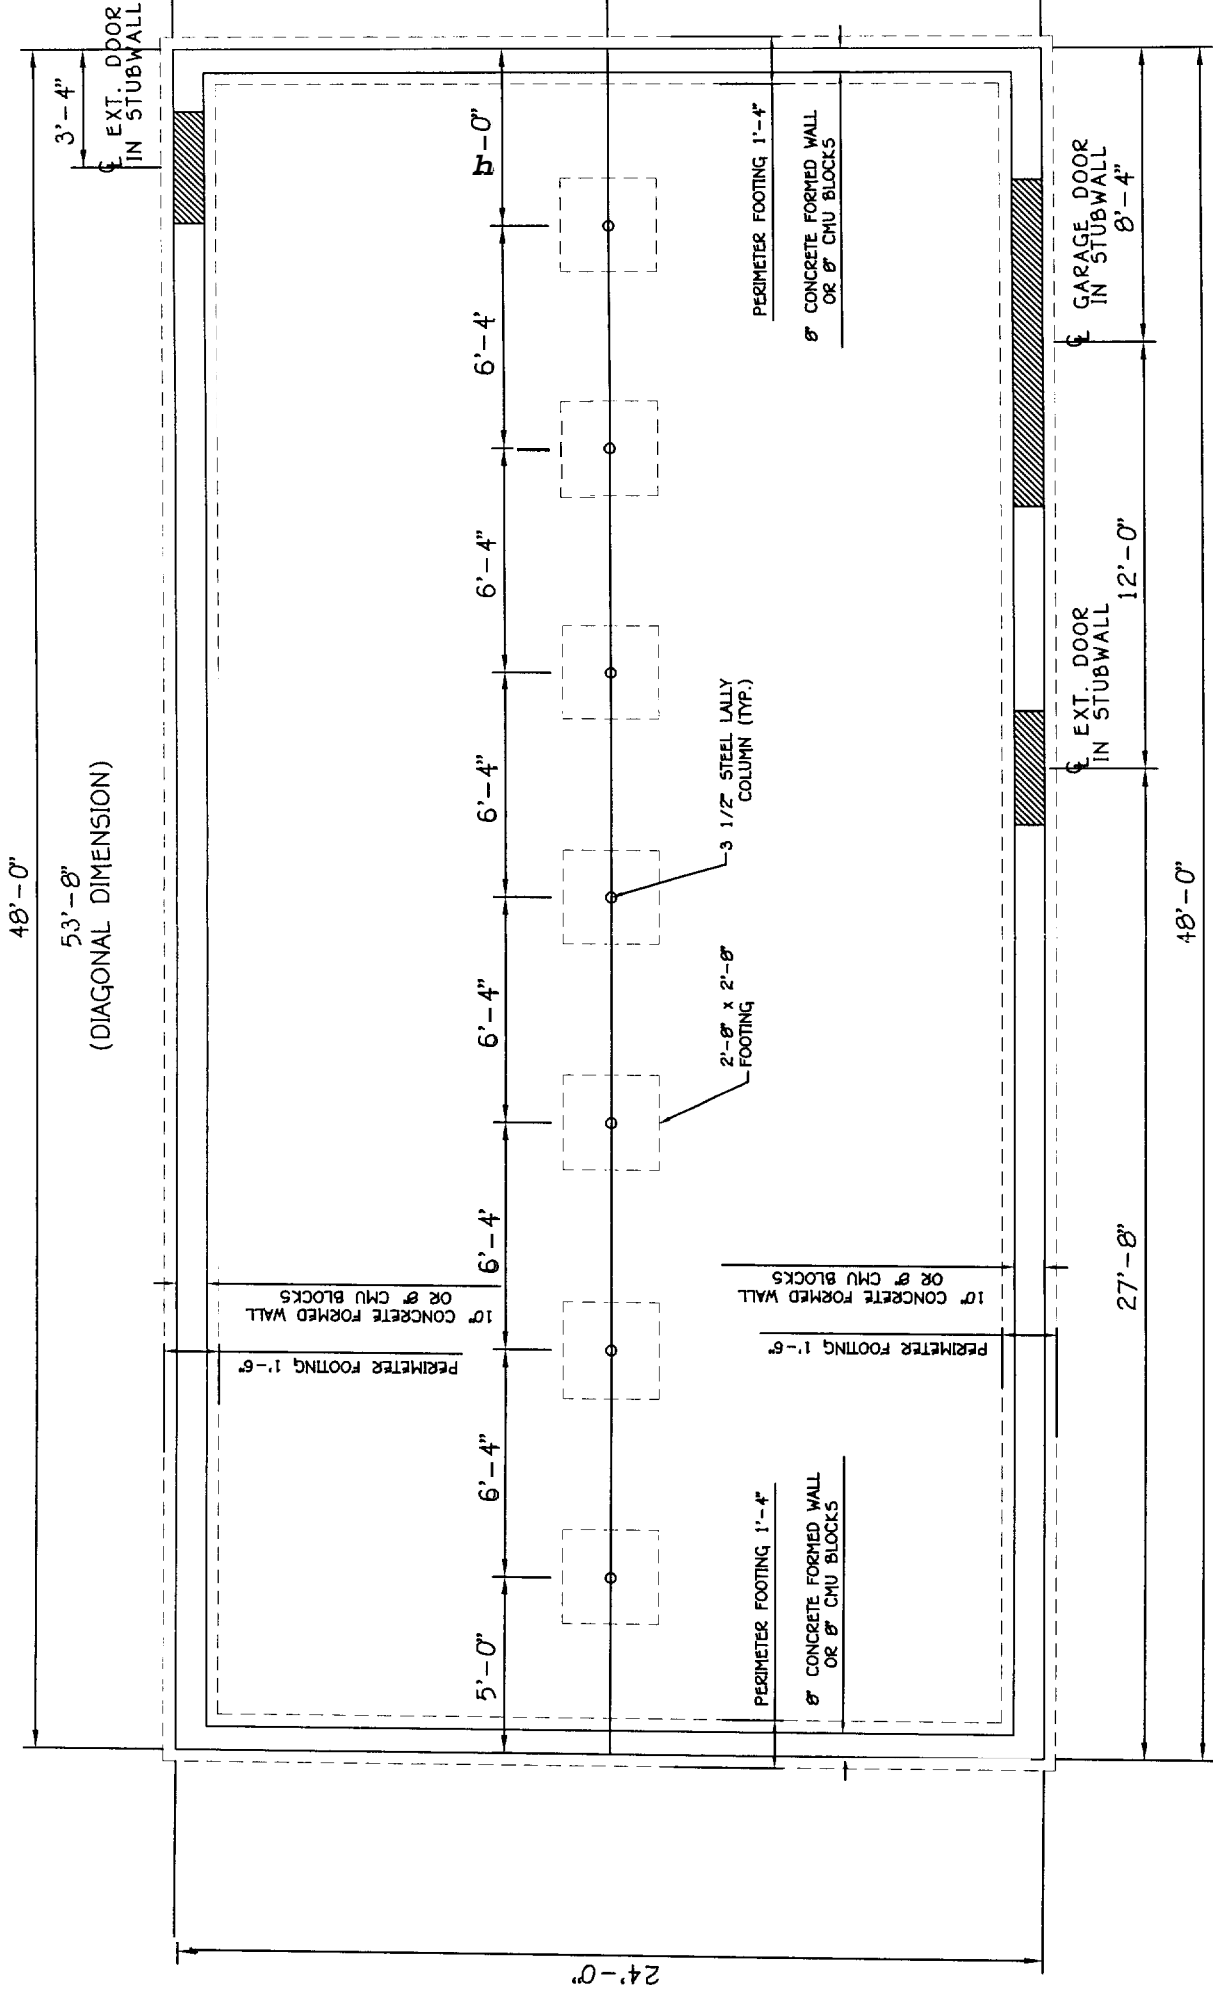 48'-0"
53'-8"
(DIAGONAL DIMENSION)
3'-4"
℄ EXT. DOOR
IN STUBWALL
5'-0"
6'-4"
6'-4'
6'-4"
6'-4"
6'-4"
6'-4'
h-0"
10" CONCRETE FORMED WALL
OR 8" CMU BLOCKS
PERIMETER FOOTING 1'-6"
2'-8" x 2'-8"
FOOTING
3 1/2" STEEL LALLY
COLUMN (TYP.)
PERIMETER FOOTING 1'-4"
8" CONCRETE FORMED WALL
OR 8" CMU BLOCKS
10" CONCRETE FORMED WALL
OR 8" CMU BLOCKS
PERIMETER FOOTING 1'-6"
PERIMETER FOOTING 1'-4"
8" CONCRETE FORMED WALL
OR 8" CMU BLOCKS
℄ EXT. DOOR
IN STUBWALL
℄ GARAGE DOOR
IN STUBWALL
27'-8"
12'-0"
8'-4"
48'-0"
24'-0"